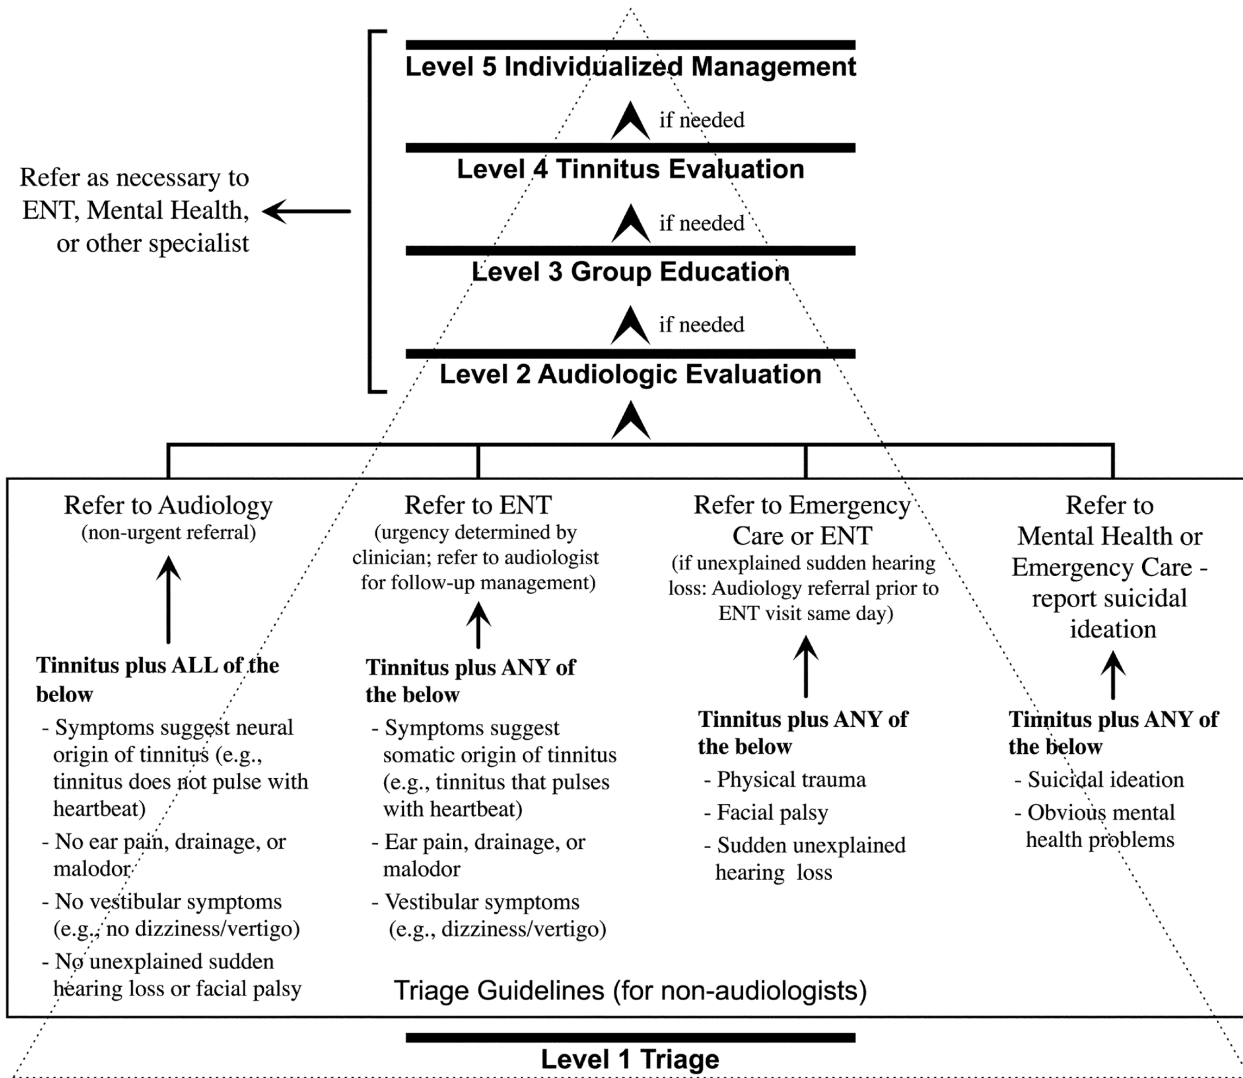 Level 5 Individualized Management
if needed
Level 4 Tinnitus Evaluation
Refer as necessary to
ENT, Mental Health,
or other specialist
if needed
Level 3 Group Education
if needed
Level 2 Audiologic Evaluation
Refer to Audiology
(non-urgent referral)
Tinnitus plus ALL of the
below
- Symptoms suggest neural
origin of tinnitus (e.g.,
tinnitus does not pulse with
heartbeat)
- No ear pain, drainage, or
malodor
- No vestibular symptoms
(e.g., no dizziness/vertigo)
- No unexplained sudden
hearing loss or facial palsy
Refer to ENT
(urgency determined by
clinician; refer to audiologist
for follow-up management)
Tinnitus plus ANY of
the below
- Symptoms suggest
somatic origin of tinnitus
(e.g., tinnitus that pulses
with heartbeat)
- Ear pain, drainage, or
malodor
- Vestibular symptoms
(e.g., dizziness/vertigo)
Refer to Emergency
Care or ENT
(if unexplained sudden hearing
loss: Audiology referral prior to
ENT visit same day)
Tinnitus plus ANY of
the below
- Physical trauma
- Facial palsy
- Sudden unexplained
hearing loss
Refer to
Mental Health or
Emergency Care -
report suicidal
ideation
Tinnitus plus ANY of
the below
- Suicidal ideation
- Obvious mental
health problems
Triage Guidelines (for non-audiologists)
Level 1 Triage